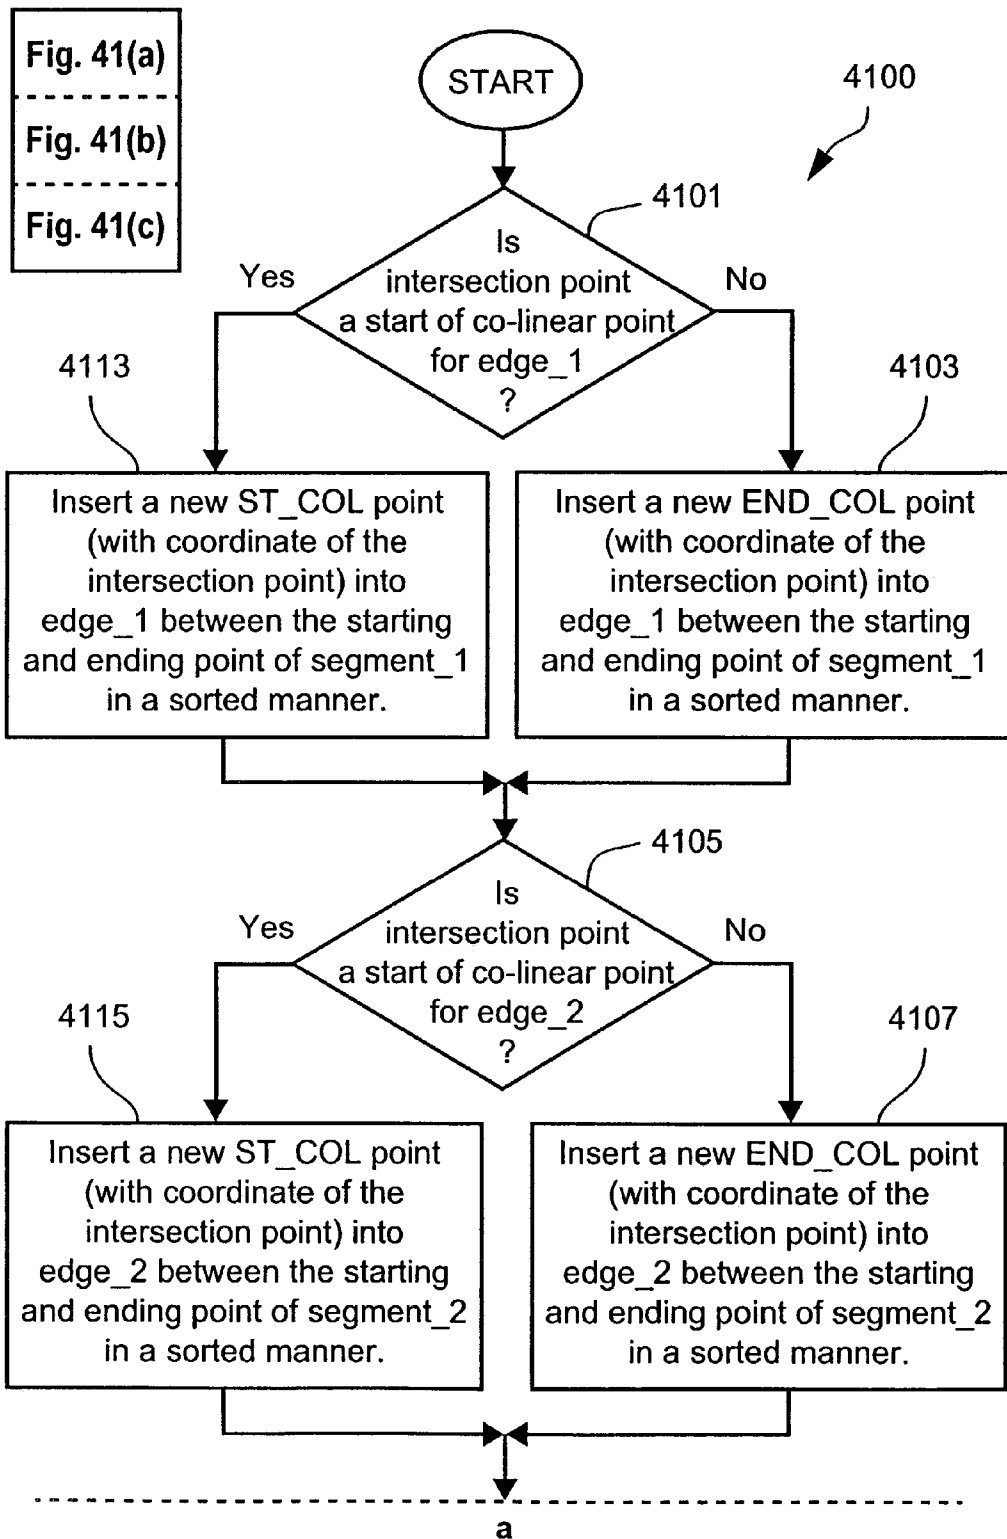 Fig. 41(a)
Fig. 41(b)
Fig. 41(c)
START
4100
4101
Is
intersection point
a start of co-linear point
for edge_1
?
Yes
No
4113
4103
Insert a new ST_COL point
(with coordinate of the
intersection point) into
edge_1 between the starting
and ending point of segment_1
in a sorted manner.
Insert a new END_COL point
(with coordinate of the
intersection point) into
edge_1 between the starting
and ending point of segment_1
in a sorted manner.
4105
Is
intersection point
a start of co-linear point
for edge_2
?
Yes
No
4115
4107
Insert a new ST_COL point
(with coordinate of the
intersection point) into
edge_2 between the starting
and ending point of segment_2
in a sorted manner.
Insert a new END_COL point
(with coordinate of the
intersection point) into
edge_2 between the starting
and ending point of segment_2
in a sorted manner.
a